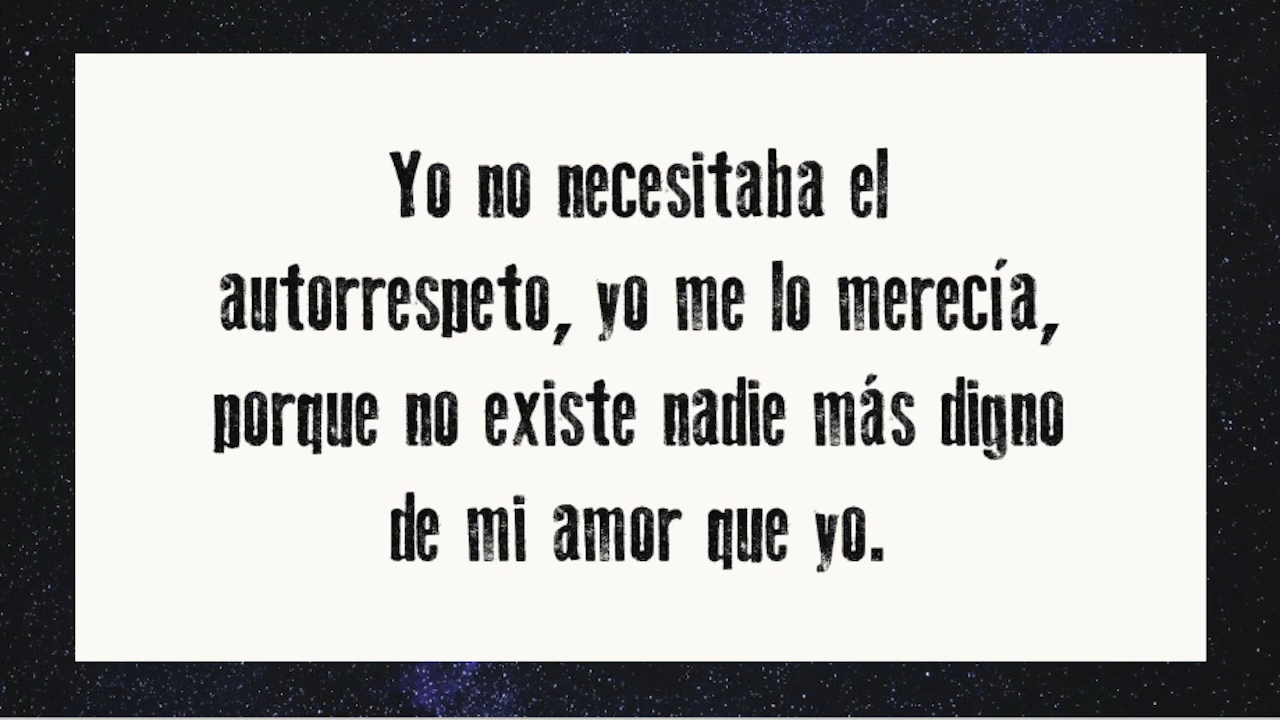 Yo no necesitaba el
autorrespeto, yo me lo merecía,
porque no existe nadie más digno
de mi amor que yo.